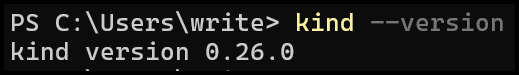 PS C:\Users\write> kind --version
kind version 0.26.0